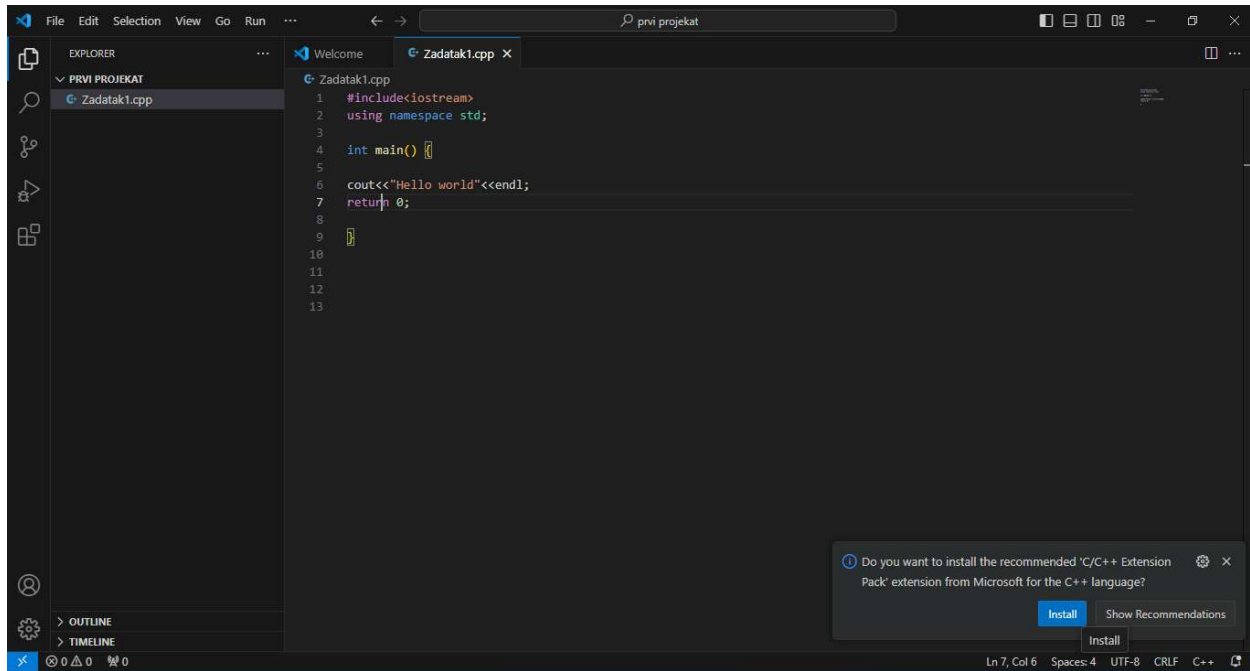 File Edit Selection View Go Run ... prvi projekat
EXPLORER ...
PRVI PROJEKAT
Zadatak1.cpp
Welcome Zadatak1.cpp
Zadatak1.cpp
1 #include<iostream>
2 using namespace std;
3
4 int main() {
5
6 cout<<"Hello world"<<endl;
7 return 0;
8
9 }
10
11
12
13
Do you want to install the recommended 'C/C++ Extension
Pack' extension from Microsoft for the C++ language?
Install Show Recommendations
Install
OUTLINE
TIMELINE
0 0 0 Ln 7, Col 6 Spaces: 4 UTF-8 CRLF C++